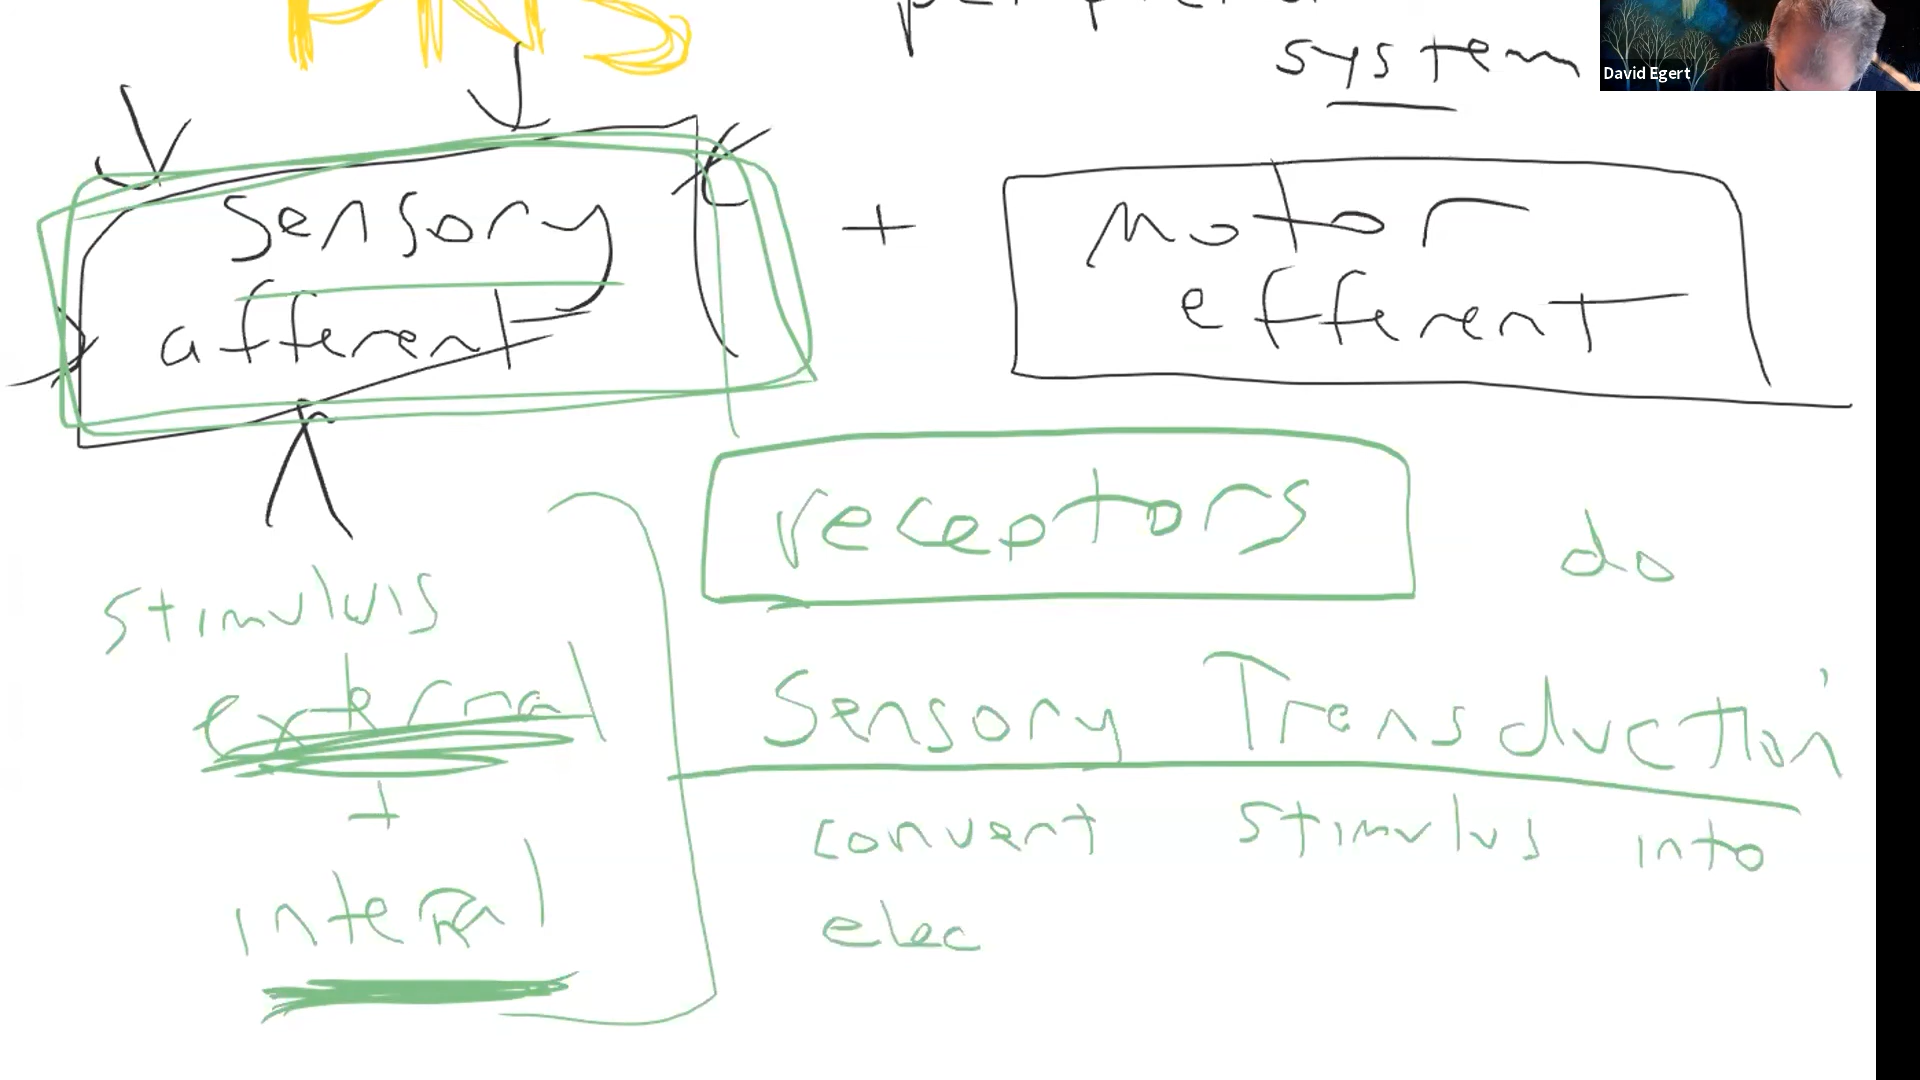 PNS
system
David Egert
sensory
afferent
+
motor
efferent
receptors
do
stimulus
external
+
internal
Sensory Transduction
convert stimulus into
elec